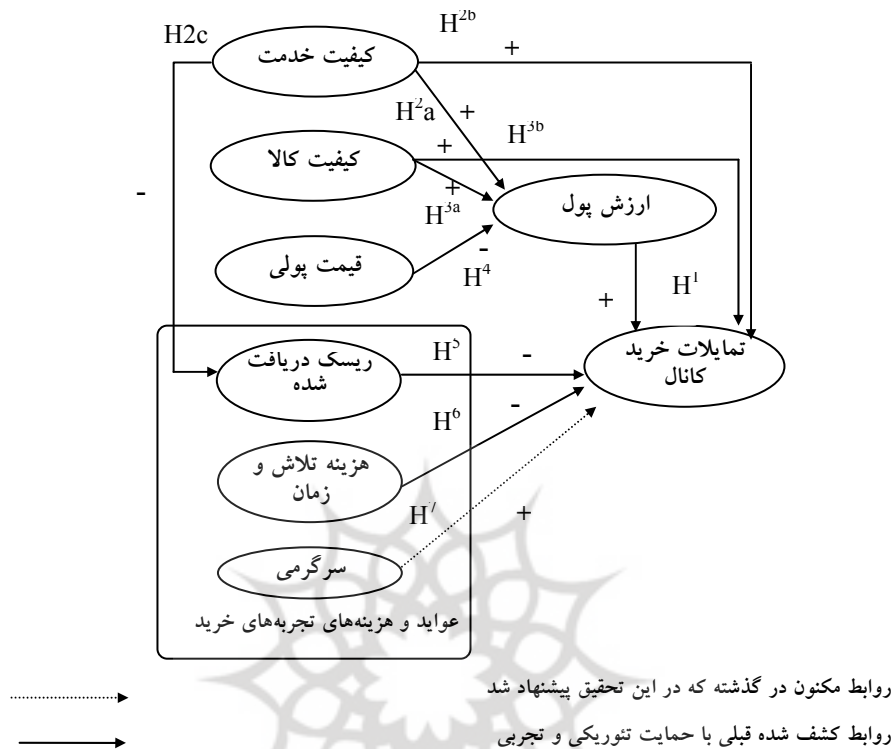 H2c
H2b
+
کیفیت خدمت
H2a
+
H3b
کیفیت کالا
+
+
H3a
-
ارزش پول
قیمت پولی
-
H4
+
H1
ریسک دریافت
شده
H5
-
تمایلات خرید
کانال
H6
-
هزینه تلاش و
زمان
H7
+
سرگرمی
عواید و هزینه‌های تجربه‌های خرید
روابط مکنون در گذشته که در این تحقیق پیشنهاد شد
روابط کشف شده قبلی با حمایت تئوریکی و تجربی